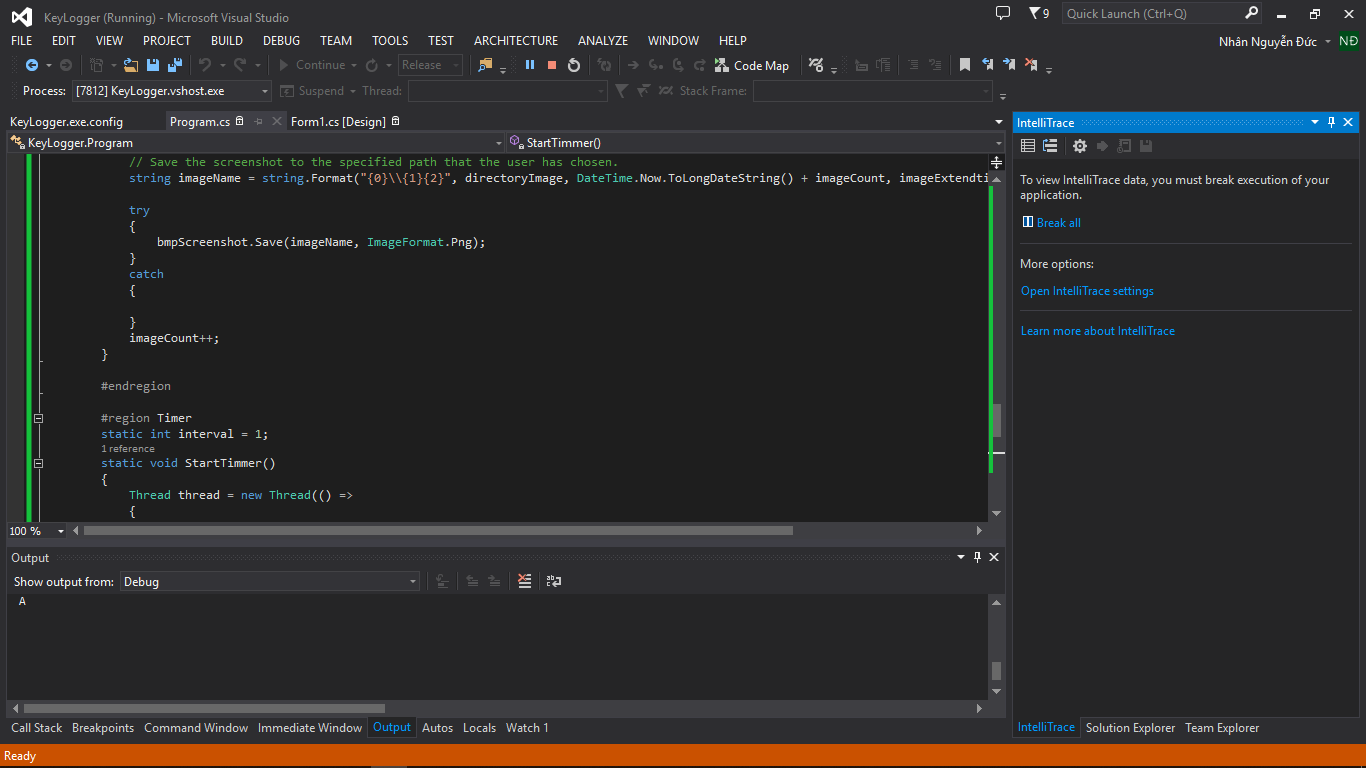 KeyLogger (Running) - Microsoft Visual Studio
9
Quick Launch (Ctrl+Q)
FILE EDIT VIEW PROJECT BUILD DEBUG TEAM TOOLS TEST ARCHITECTURE ANALYZE WINDOW HELP
Nhân Nguyễn Đức
NĐ
Continue
Release
Code Map
Process: [7812] KeyLogger.vshost.exe
Suspend
Thread:
Stack Frame:
KeyLogger.exe.config
Program.cs
Form1.cs [Design]
KeyLogger.Program
StartTimmer()
// Save the screenshot to the specified path that the user has chosen.
string imageName = string.Format("{0}\\{1}{2}", directoryImage, DateTime.Now.ToLongDateString() + imageCount, imageExtendti
try
{
bmpScreenshot.Save(imageName, ImageFormat.Png);
}
catch
{
}
imageCount++;
}
#endregion
#region Timer
static int interval = 1;
1 reference
static void StartTimmer()
{
Thread thread = new Thread(() =>
{
100 %
Output
Show output from: Debug
A
Call Stack Breakpoints Command Window Immediate Window Output Autos Locals Watch 1
IntelliTrace
To view IntelliTrace data, you must break execution of your
application.
Break all
More options:
Open IntelliTrace settings
Learn more about IntelliTrace
IntelliTrace Solution Explorer Team Explorer
Ready